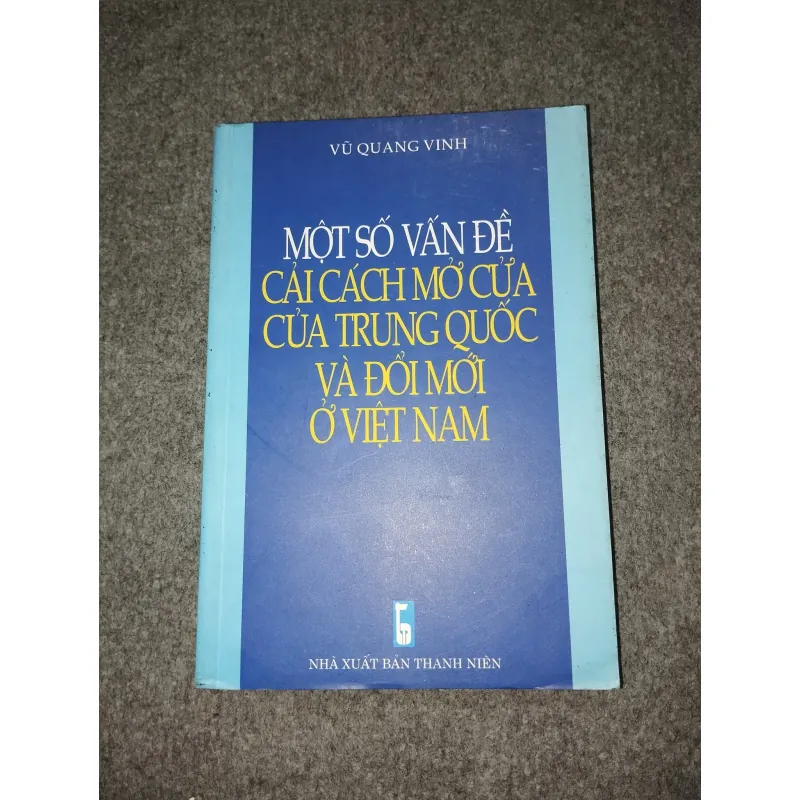 VŨ QUANG VINH
MỘT SỐ VẤN ĐỀ
CẢI CÁCH MỞ CỬA
CỦA TRUNG QUỐC
VÀ ĐỔI MỚI
Ở VIỆT NAM
NHÀ XUẤT BẢN THANH NIÊN